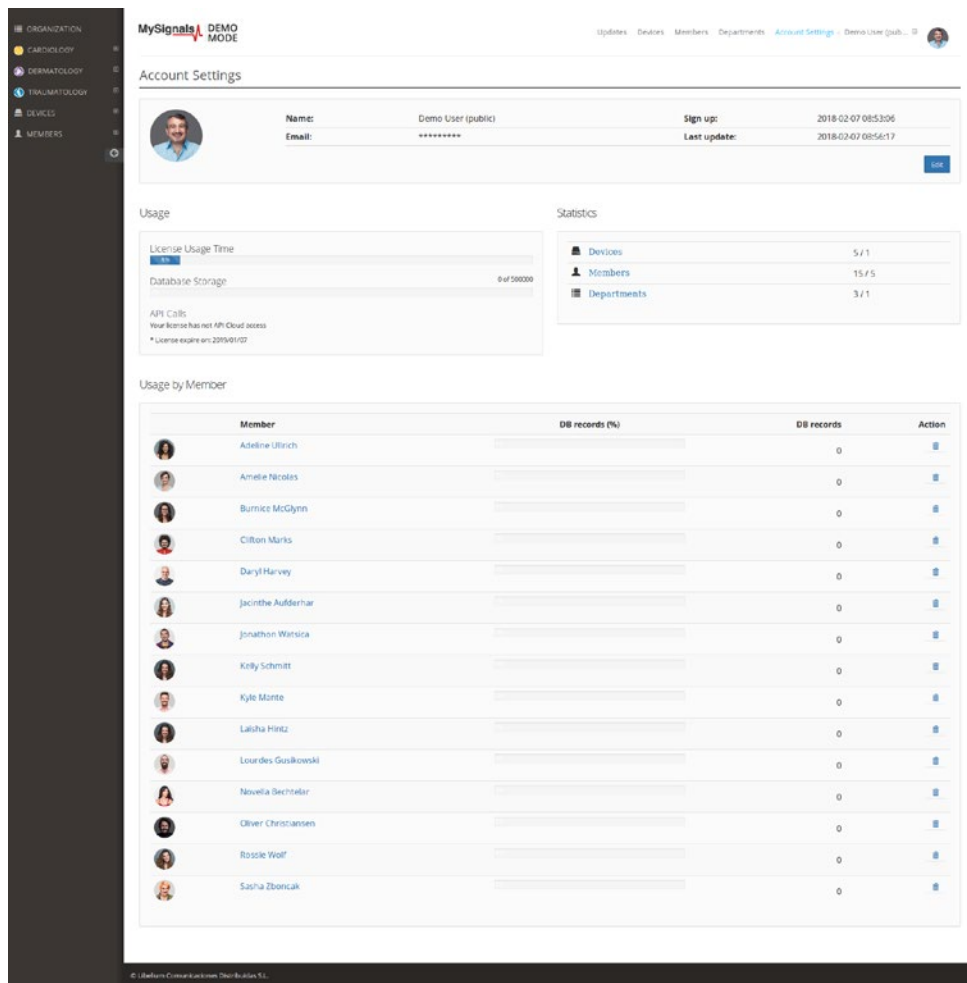 ORGANIZATION
CARDIOLOGY
DERMATOLOGY
TRAUMATOLOGY
DEVICES
MEMBERS
MySignals DEMO MODE
Updates Devices Members Departments Account Settings Demo User (pub...
Account Settings
Name: Demo User (public) Sign up: 2018-02-07 08:53:06
Email: ********* Last update: 2018-02-07 08:56:17
Edit
Usage
License Usage Time
Database Storage 0 of 500000
API Calls
Your license has not API Cloud access
* License expire on: 2019/01/07
Statistics
Devices 5 / 1
Members 15 / 5
Departments 3 / 1
Usage by Member
Member DB records (%) DB records Action
Adeline Ullrich 0
Amelie Nicolas 0
Burnice McGlynn 0
Clifton Marks 0
Daryl Harvey 0
Jacinthe Aufderhar 0
Jonathon Watsica 0
Kelly Schmitt 0
Kyle Mante 0
Laisha Hintz 0
Lourdes Gusikowski 0
Novella Bechtelar 0
Oliver Christiansen 0
Rossie Wolf 0
Sasha Zboncak 0
© Libelium Comunicaciones Distribuidas S.L.